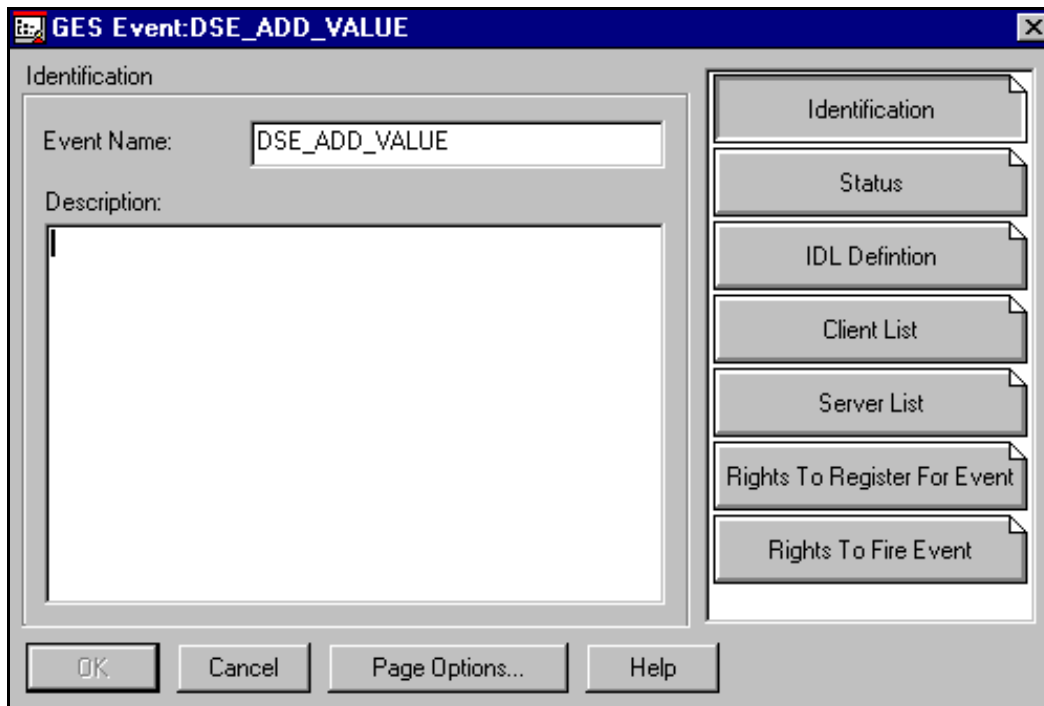 GES Event:DSE_ADD_VALUE
Identification
Event Name:
DSE_ADD_VALUE
Description:
Identification
Status
IDL Defintion
Client List
Server List
Rights To Register For Event
Rights To Fire Event
OK
Cancel
Page Options...
Help